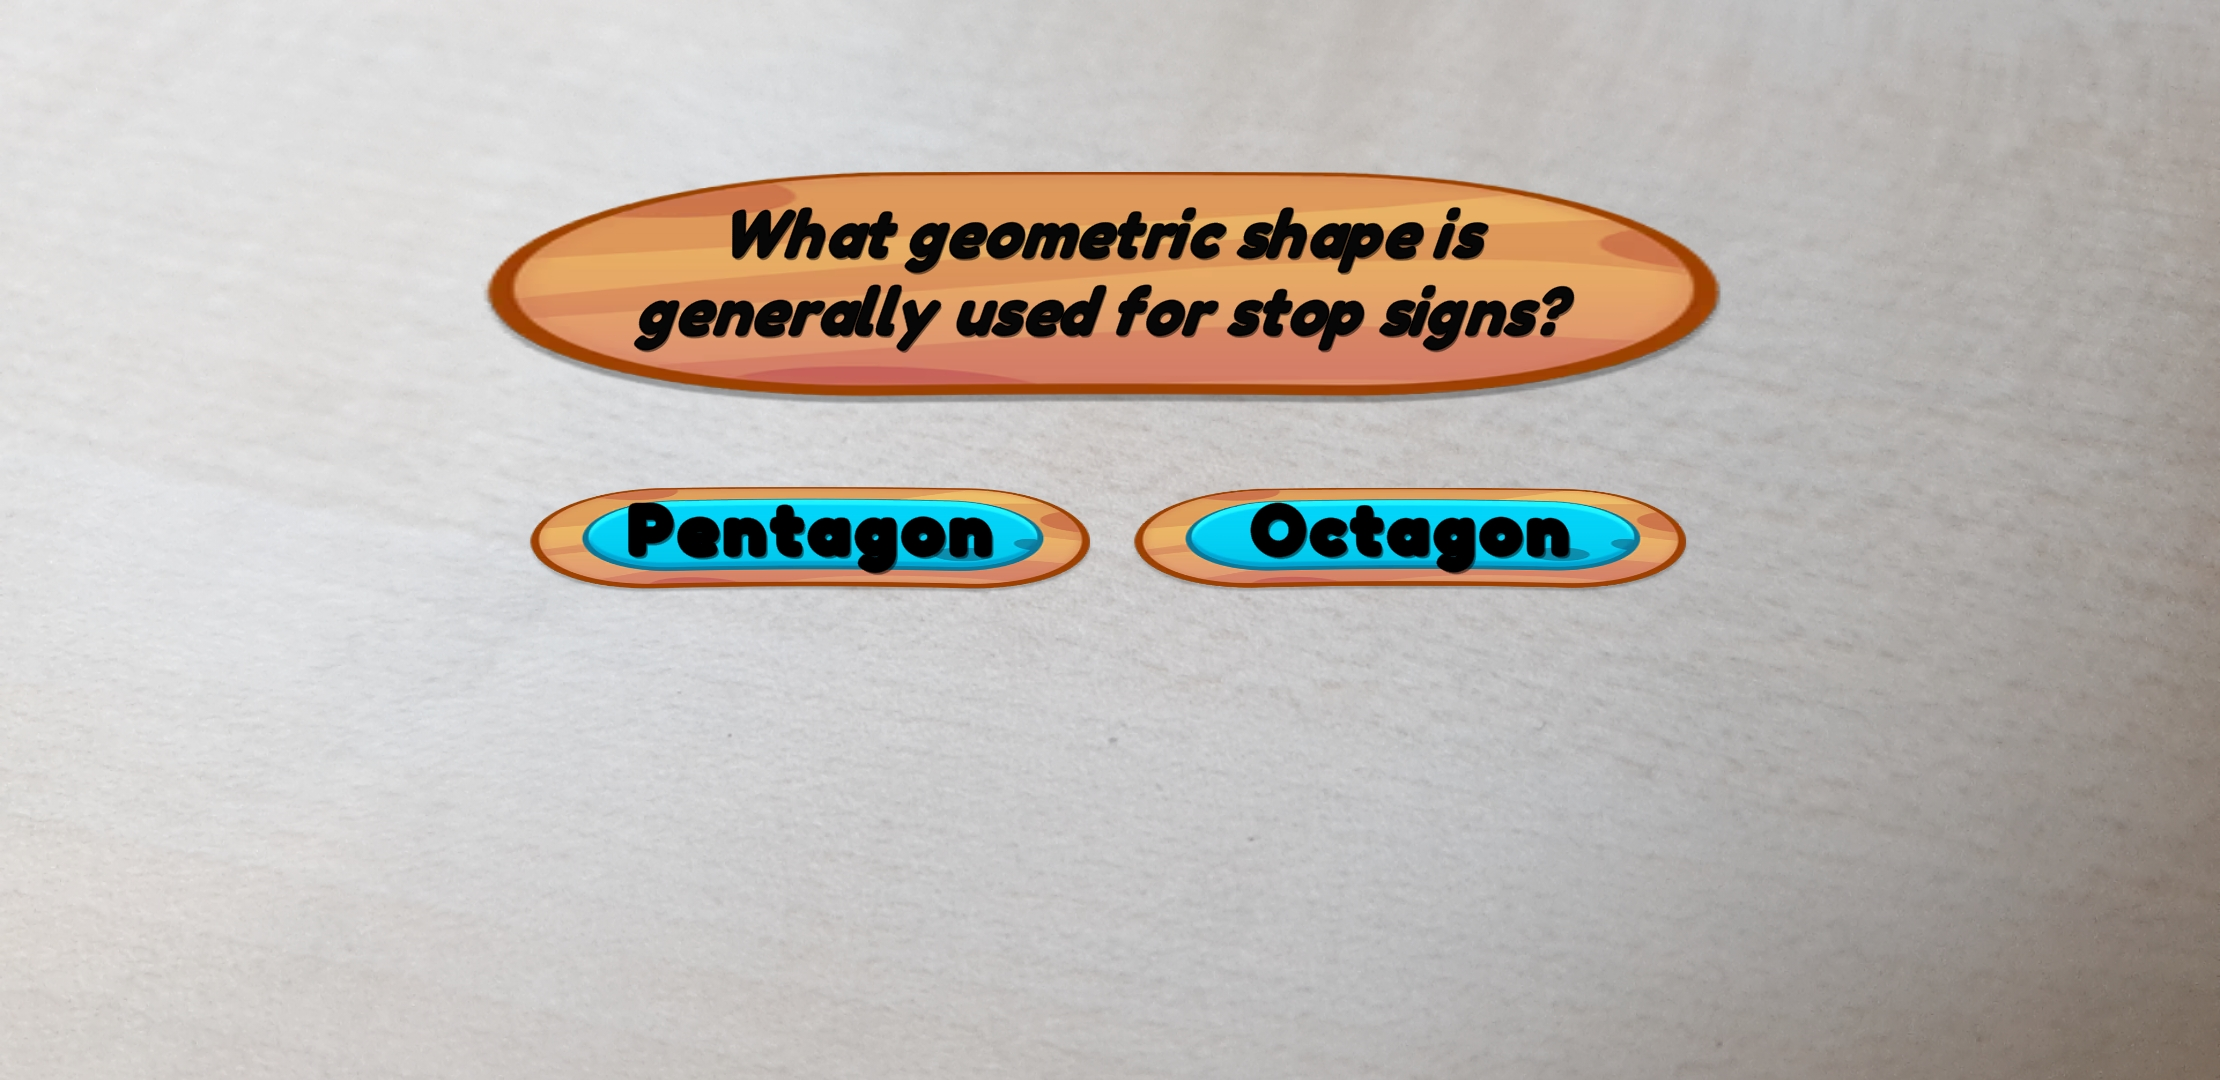 What geometric shape is
generally used for stop signs?
Pentagon
Octagon